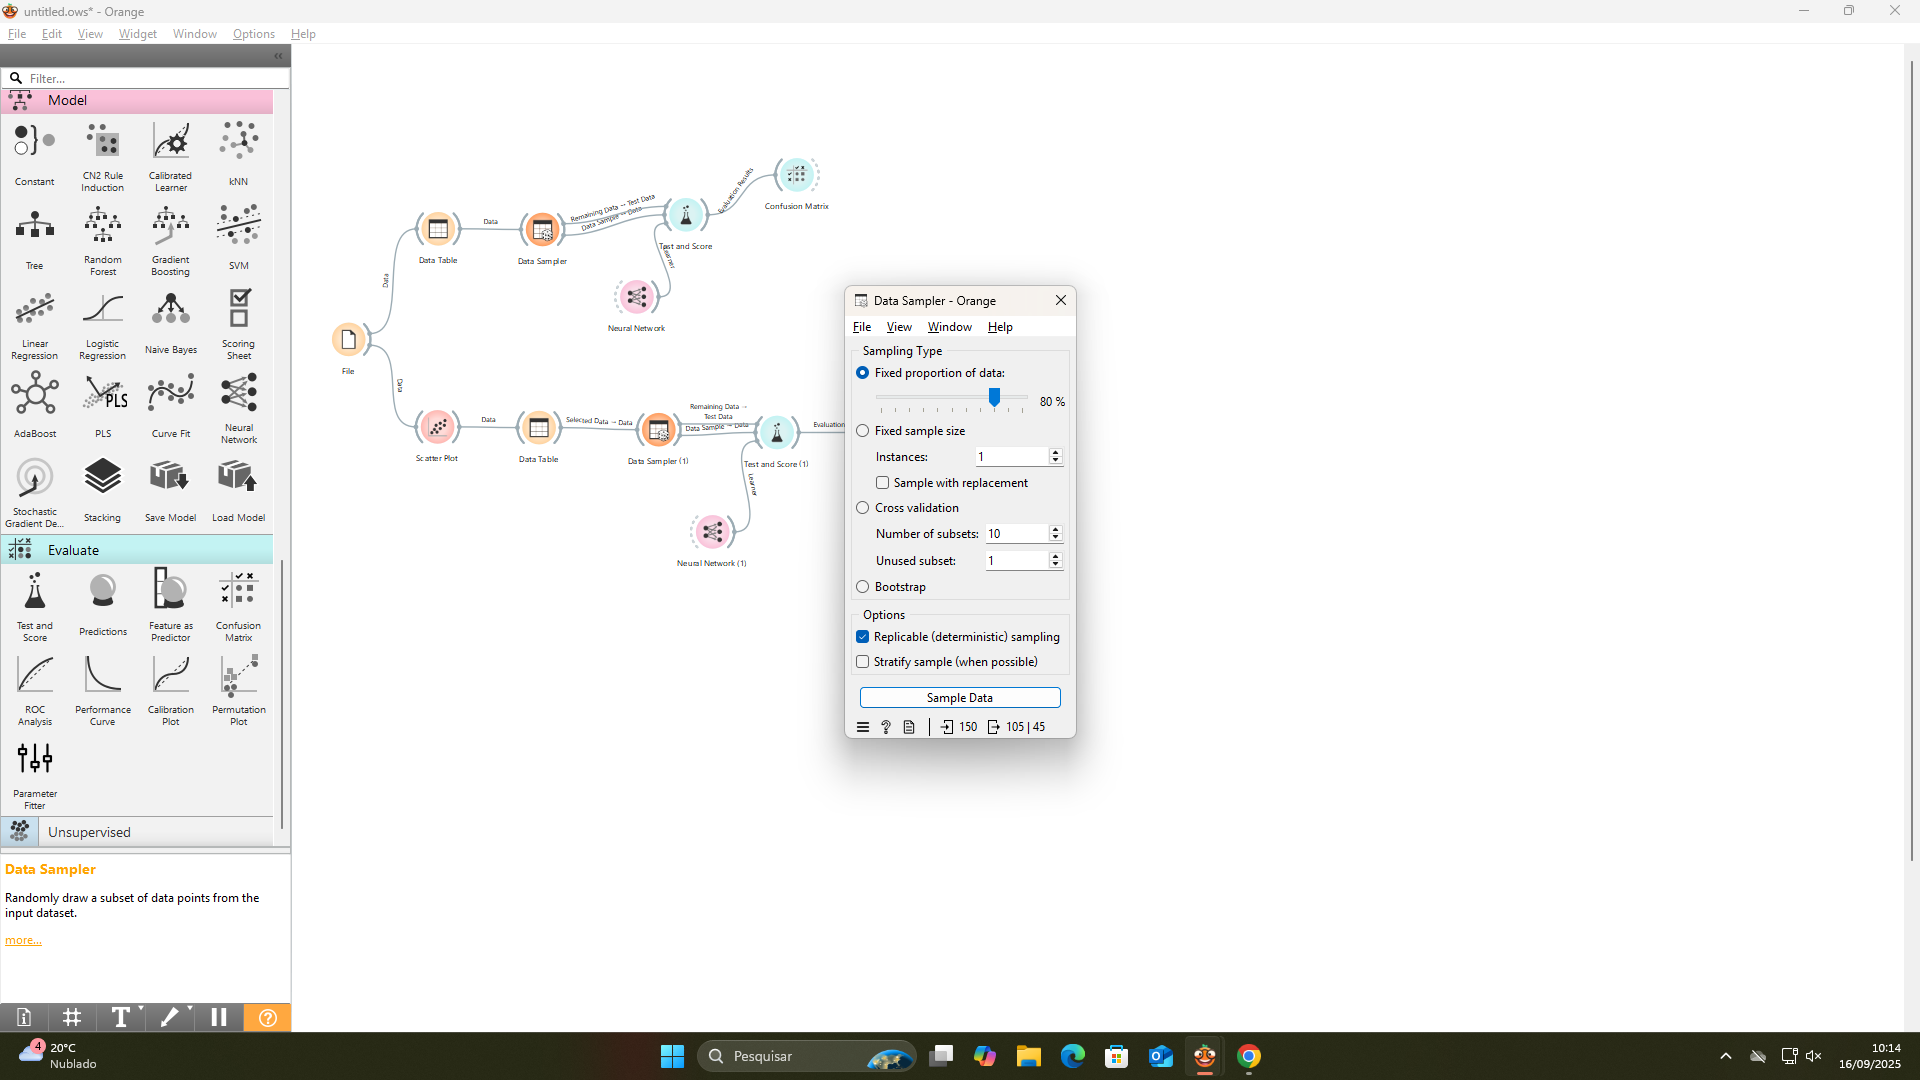 untitled.ows* - Orange
File Edit View Widget Window Options Help
Filter...
Model
Constant
CN2 Rule Induction
Calibrated Learner
kNN
Tree
Random Forest
Gradient Boosting
SVM
Linear Regression
Logistic Regression
Naive Bayes
Scoring Sheet
AdaBoost
PLS
PLS
Curve Fit
Neural Network
Stochastic Gradient De...
Stacking
Save Model
Load Model
Evaluate
Test and Score
Predictions
Feature as Predictor
Confusion Matrix
ROC Analysis
Performance Curve
Calibration Plot
Permutation Plot
Parameter Fitter
Unsupervised
Data Sampler
Randomly draw a subset of data points from the
input dataset.
more...
File
Data
Data Table
Data
Data Sampler
Remaining Data → Test Data
Data Sample → Data
Test and Score
Learner
Neural Network
Evaluation Results
Confusion Matrix
Data
Scatter Plot
Data
Data Table
Selected Data → Data
Data Sampler (1)
Remaining Data →
Test Data
Data Sample → Data
Test and Score (1)
Learner
Neural Network (1)
Evaluation
Data Sampler - Orange
File View Window Help
Sampling Type
Fixed proportion of data:
80 %
Fixed sample size
Instances: 1
Sample with replacement
Cross validation
Number of subsets: 10
Unused subset: 1
Bootstrap
Options
Replicable (deterministic) sampling
Stratify sample (when possible)
Sample Data
150 105 | 45
4
20°C
Nublado
Pesquisar
10:14
16/09/2025